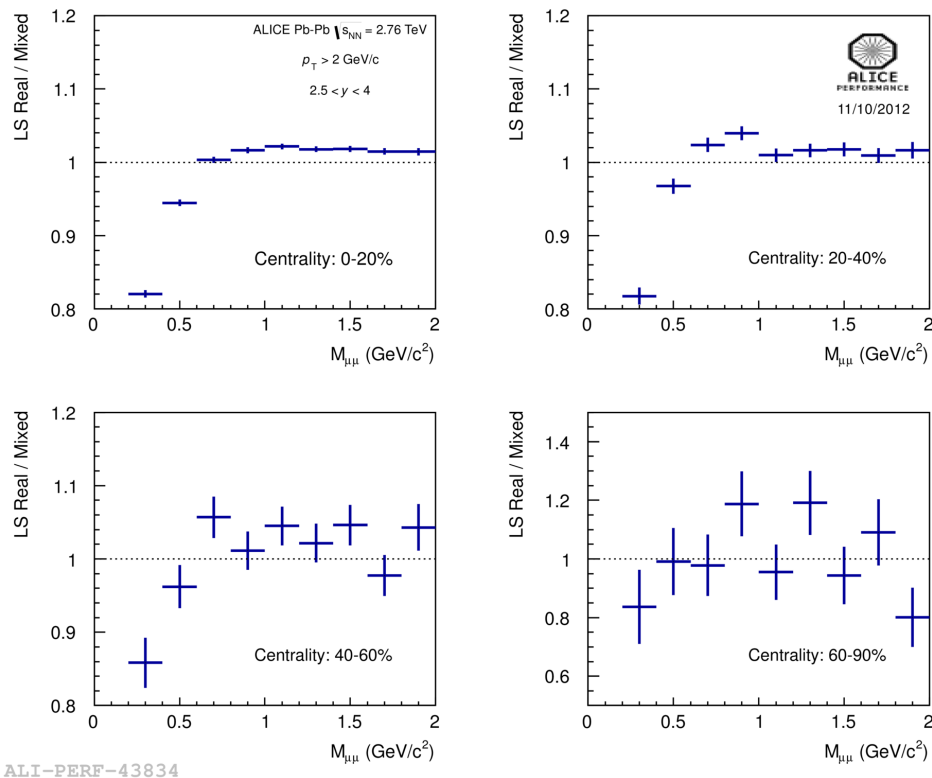 LS Real / Mixed
1.2
1.1
1
0.9
0.8
ALICE Pb-Pb √sNN = 2.76 TeV
pT > 2 GeV/c
2.5 < y < 4
Centrality: 0-20%
0 0.5 1 1.5 2
Mμμ (GeV/c²)
LS Real / Mixed
1.2
1.1
1
0.9
0.8
ALICE
PERFORMANCE
11/10/2012
Centrality: 20-40%
0 0.5 1 1.5 2
Mμμ (GeV/c²)
LS Real / Mixed
1.2
1.1
1
0.9
0.8
Centrality: 40-60%
0 0.5 1 1.5 2
Mμμ (GeV/c²)
LS Real / Mixed
1.4
1.2
1
0.8
0.6
Centrality: 60-90%
0 0.5 1 1.5 2
Mμμ (GeV/c²)
ALI-PERF-43834